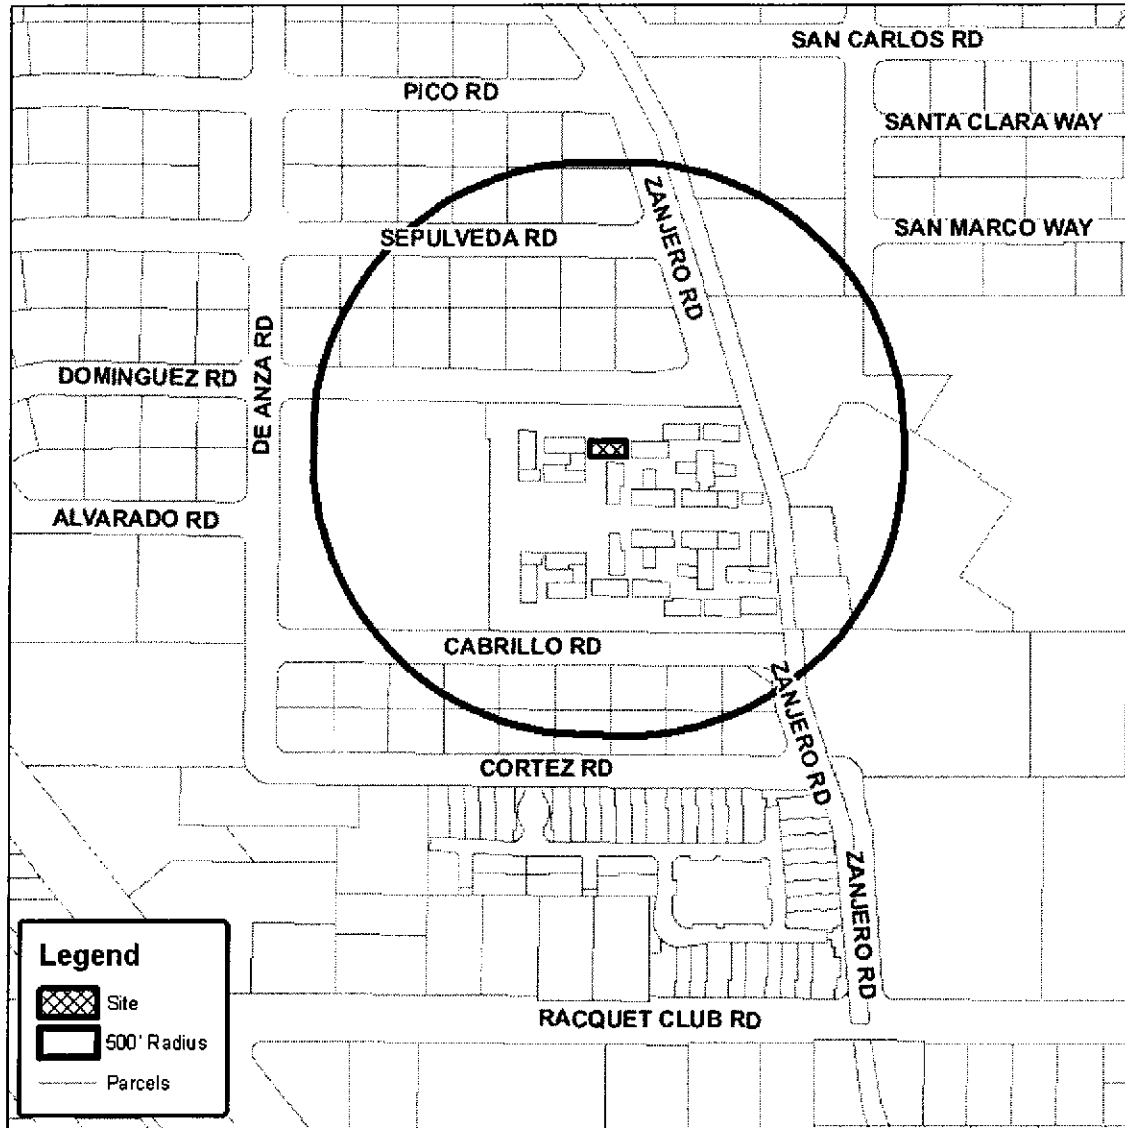 SAN CARLOS RD
PICO RD
SANTA CLARA WAY
ZANJERO RD
SAN MARCO WAY
SEPULVEDA RD
DE ANZA RD
DOMINGUEZ RD
ALVARADO RD
CABRILLO RD
ZANJERO RD
CORTEZ RD
ZANJERO RD
RACQUET CLUB RD
Legend
Site
500' Radius
Parcels